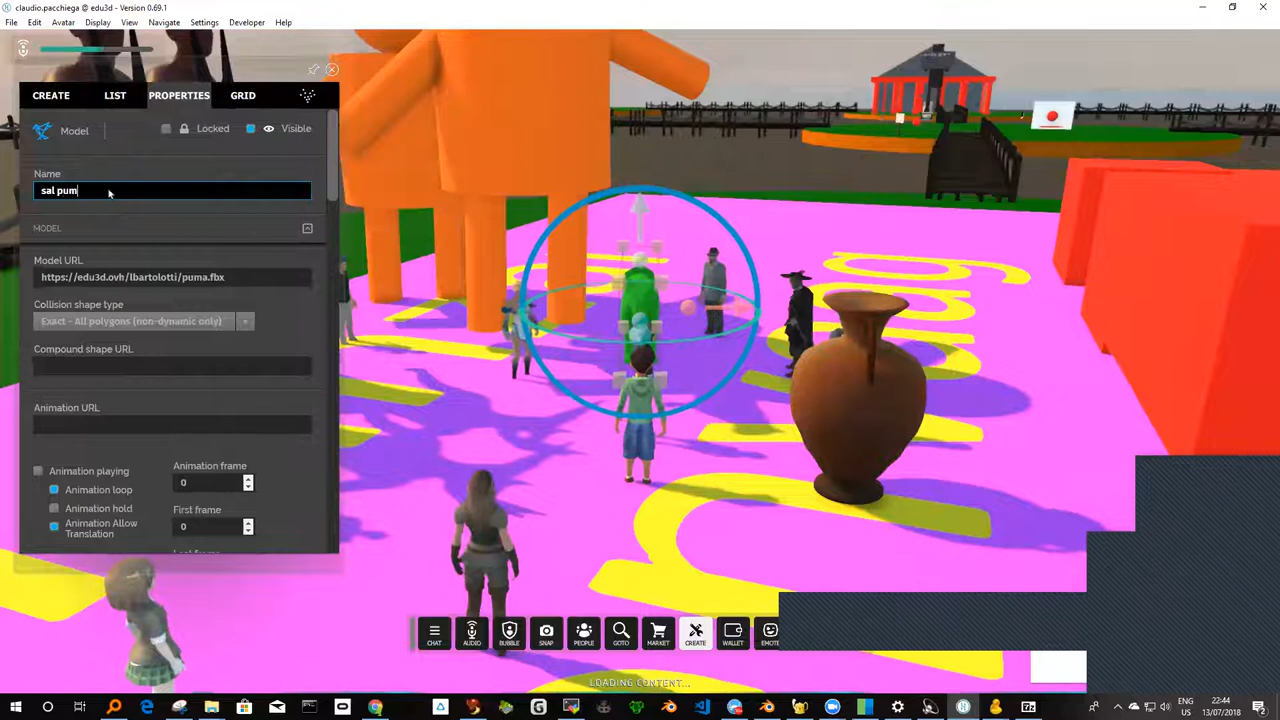 claudio.pacchiega @ edu3d - Version 0.69.1
File Edit Avatar Display View Navigate Settings Developer Help
CREATE LIST PROPERTIES GRID
Model Locked Visible
Name
sal pum
MODEL
Model URL
https://edu3d.ovh/lbartolotti/puma.fbx
Collision shape type
Exact - All polygons (non-dynamic only)
Compound shape URL
Animation URL
Animation playing
Animation frame
0
Animation loop
Animation hold
First frame
0
Animation Allow
Translation
CHAT AUDIO BUBBLE SNAP PEOPLE GOTO MARKET CREATE WALLET EMOTE
LOADING CONTENT...
ENG
US
22:44
13/07/2018
2